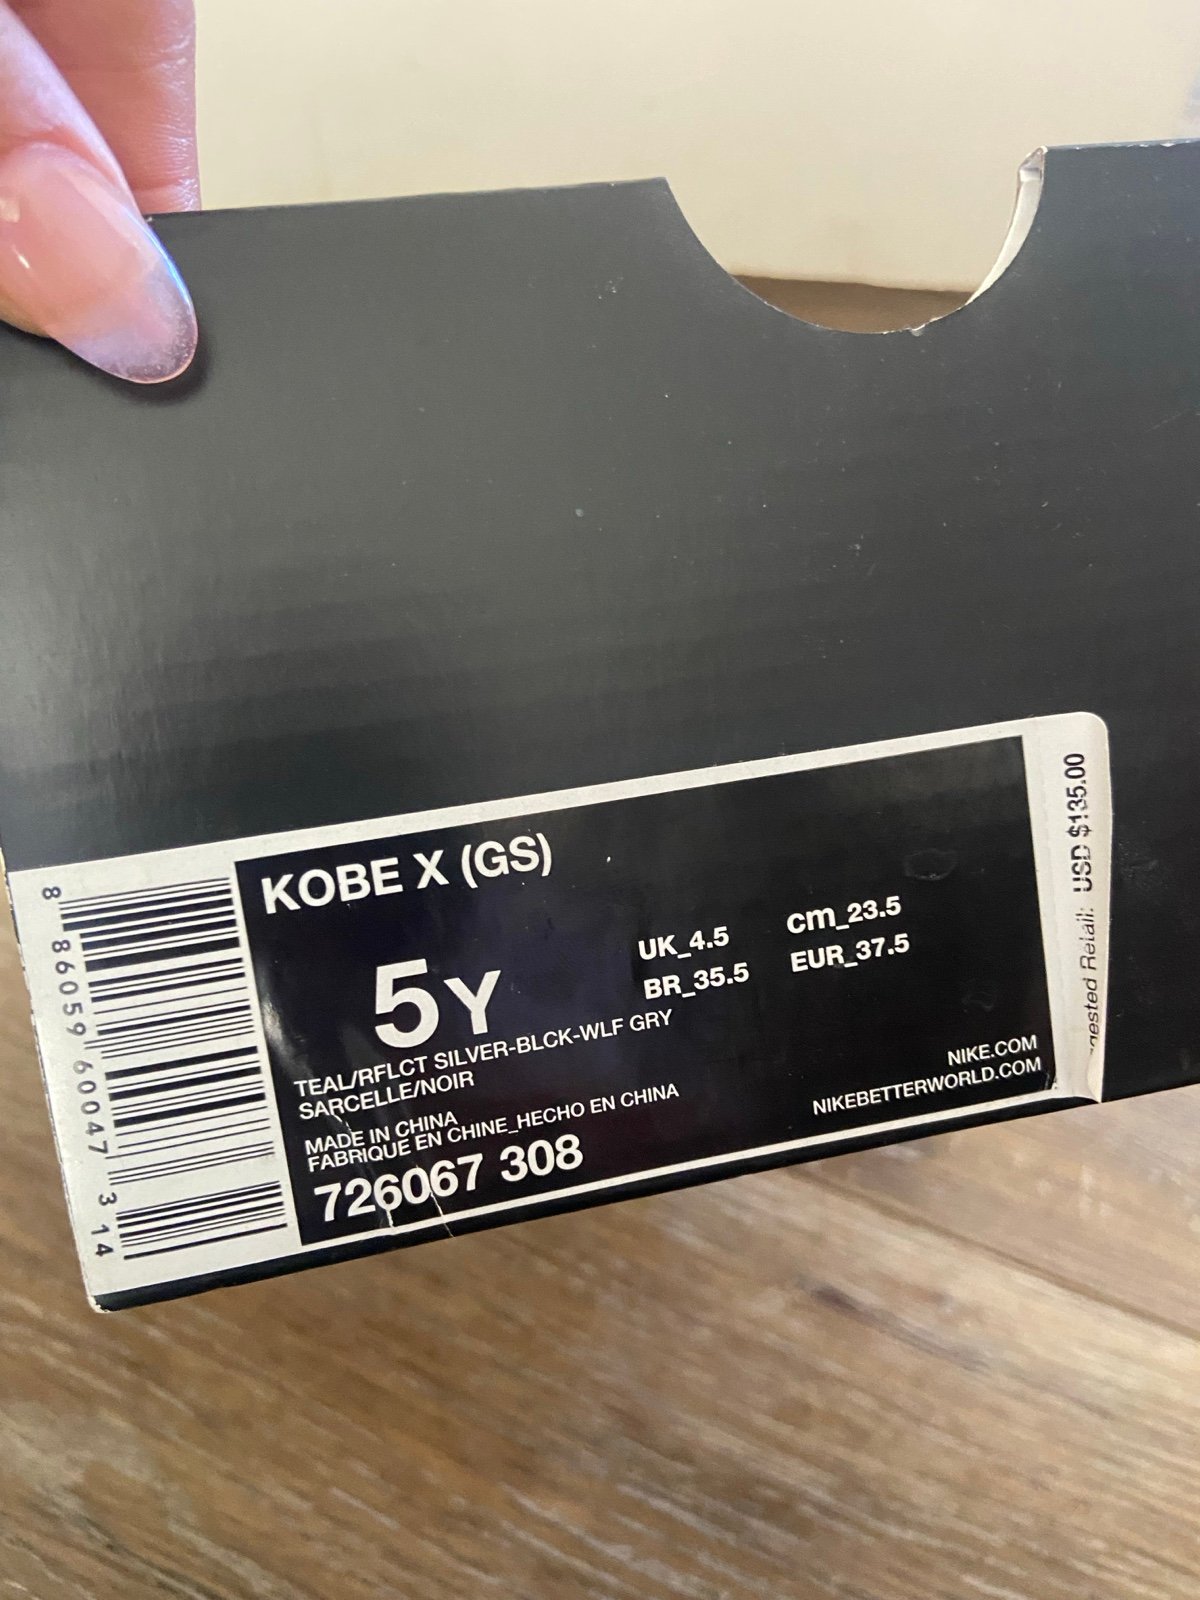 KOBE X (GS)
5Y
UK_4.5
cm_23.5
BR_35.5
EUR_37.5
TEAL/RFLCT SILVER-BLCK-WLF GRY
SARCELLE/NOIR
MADE IN CHINA
FABRIQUE EN CHINE_HECHO EN CHINA
726067 308
NIKE.COM
NIKEBETTERWORLD.COM
8 86059 60047 3 14
Retail: USD $135.00